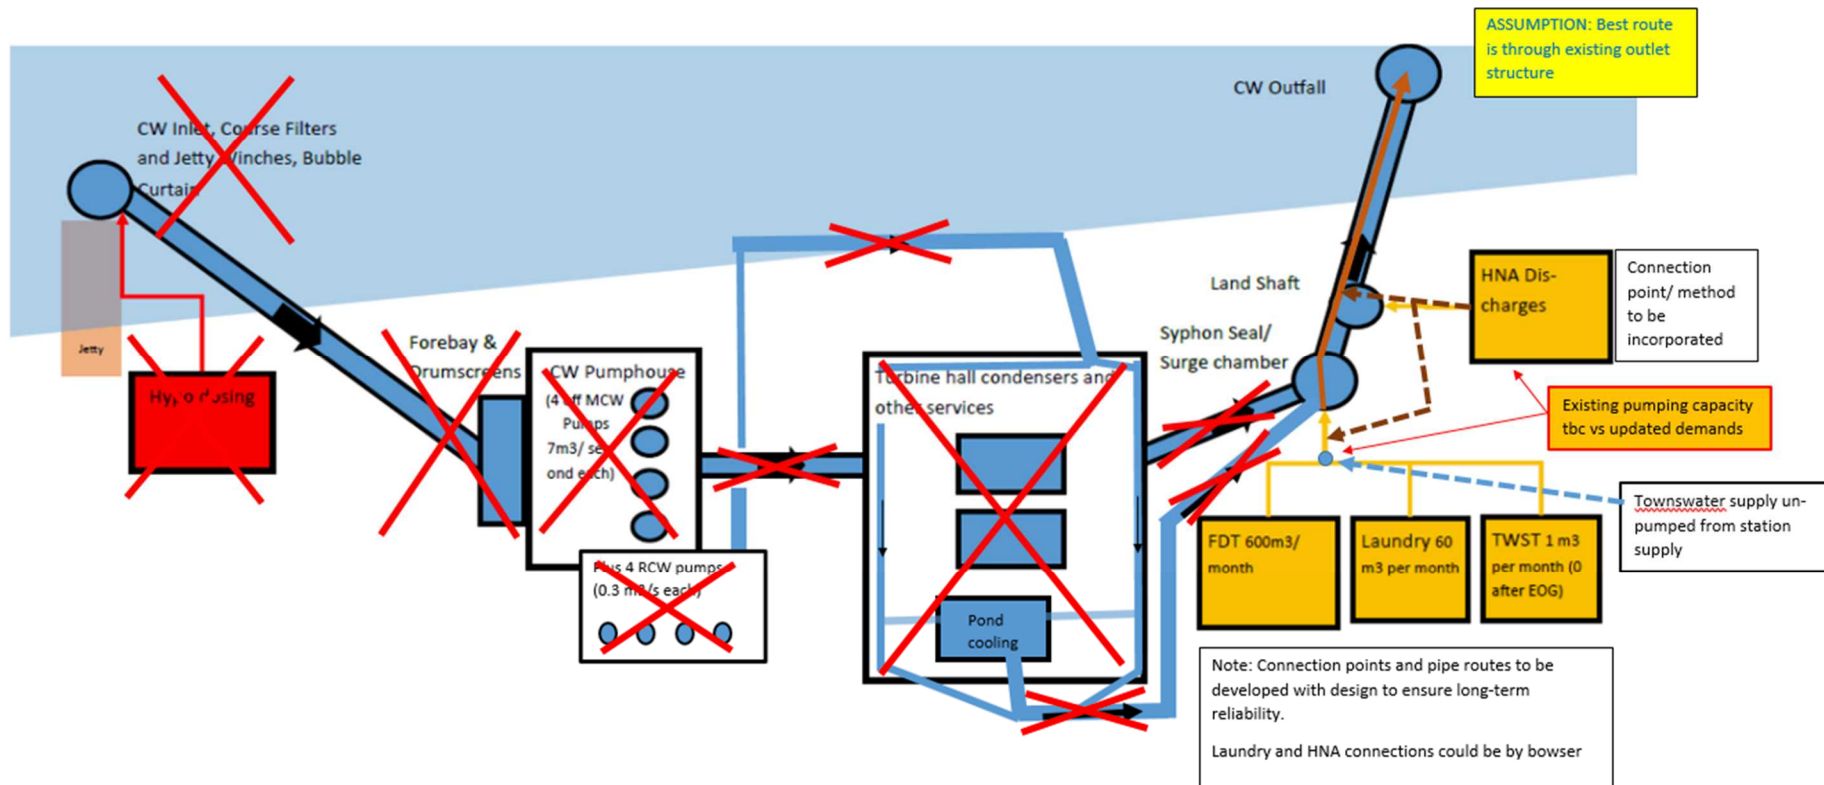 ASSUMPTION: Best route
is through existing outlet
structure
CW Outfall
CW Inlet, Course Filters
and Jetty Winches, Bubble
Curtain
Jetty
Hypo dosing
Forebay &
Drumscreens
CW Pumphouse
(4 off MCW
Pumps
7m3/ sec
ond each)
Plus 4 RCW pumps
(0.3 m3/s each)
Turbine hall condensers and
other services
Pond
cooling
Land Shaft
Syphon Seal/
Surge chamber
HNA Dis-
charges
Connection
point/ method
to be
incorporated
Existing pumping capacity
tbc vs updated demands
Townswater supply un-
pumped from station
supply
FDT 600m3/
month
Laundry 60
m3 per month
TWST 1 m3
per month (0
after EOG)
Note: Connection points and pipe routes to be
developed with design to ensure long-term
reliability.
Laundry and HNA connections could be by bowser